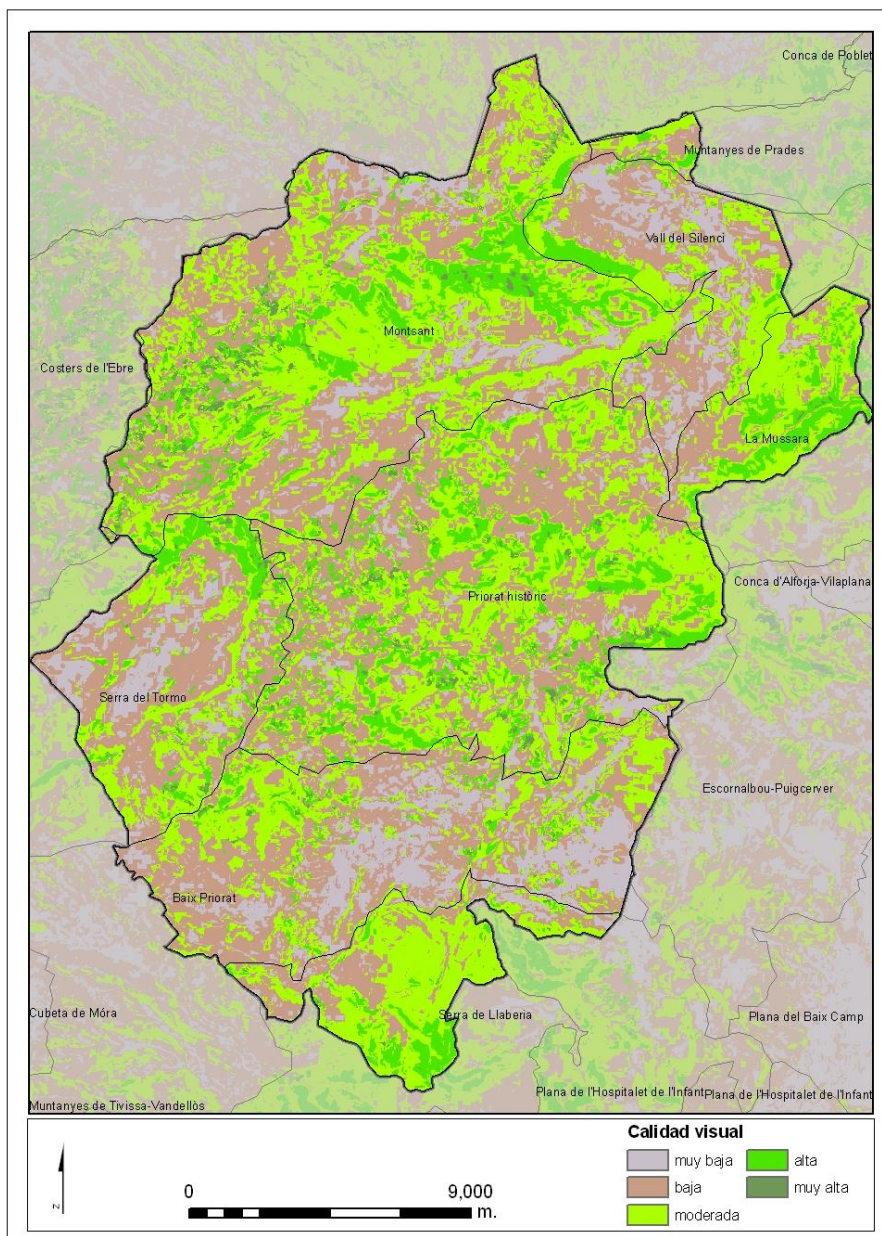 Conca de Poblet
Muntanyes de Prades
Vall del Silenci
Montsant
Costers de l'Ebre
La Mussara
Conca d'Alforja-Vilaplana
Priorat històric
Serra del Tormo
Escornalbou-Puigcerver
Baix Priorat
Cubeta de Móra
Serra de Llaberia
Plana del Baix Camp
Plana de l'Hospitalet de l'Infant
Plana de l'Hospitalet de l'Infant
Muntanyes de Tivissa-Vandellòs
Calidad visual
muy baja
alta
baja
muy alta
moderada
z
0
9,000
m.